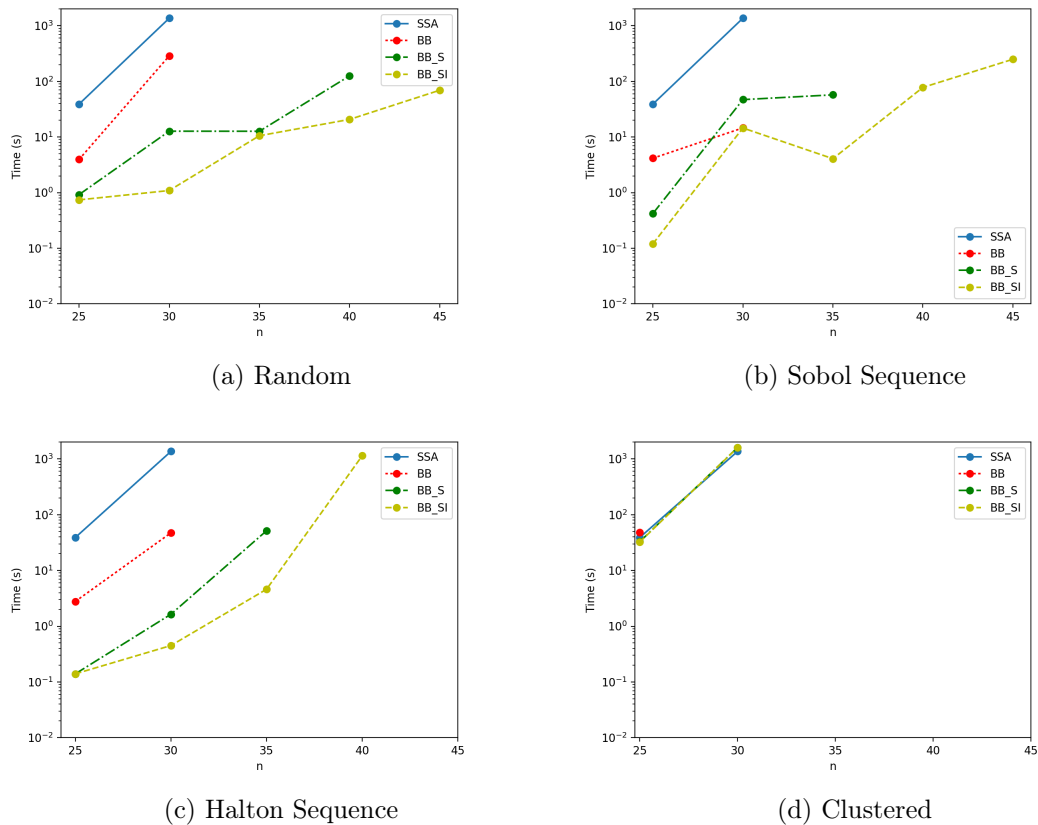 10³
10²
10¹
10⁰
10⁻¹
10⁻²
Time (s)
25 30 35 40 45
n
SSA
BB
BB_S
BB_SI
(a) Random
10³
10²
10¹
10⁰
10⁻¹
10⁻²
Time (s)
25 30 35 40 45
n
SSA
BB
BB_S
BB_SI
(b) Sobol Sequence
10³
10²
10¹
10⁰
10⁻¹
10⁻²
Time (s)
25 30 35 40 45
n
SSA
BB
BB_S
BB_SI
(c) Halton Sequence
10³
10²
10¹
10⁰
10⁻¹
10⁻²
Time (s)
25 30 35 40 45
n
SSA
BB
BB_S
BB_SI
(d) Clustered